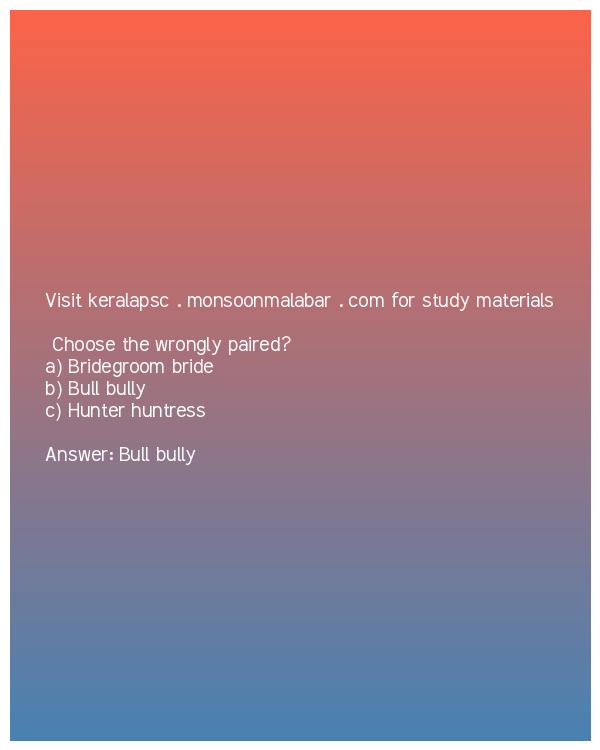 Visit keralapsc . monsoonmalabar . com for study materials
Choose the wrongly paired?
a) Bridegroom bride
b) Bull bully
c) Hunter huntress
Answer: Bull bully